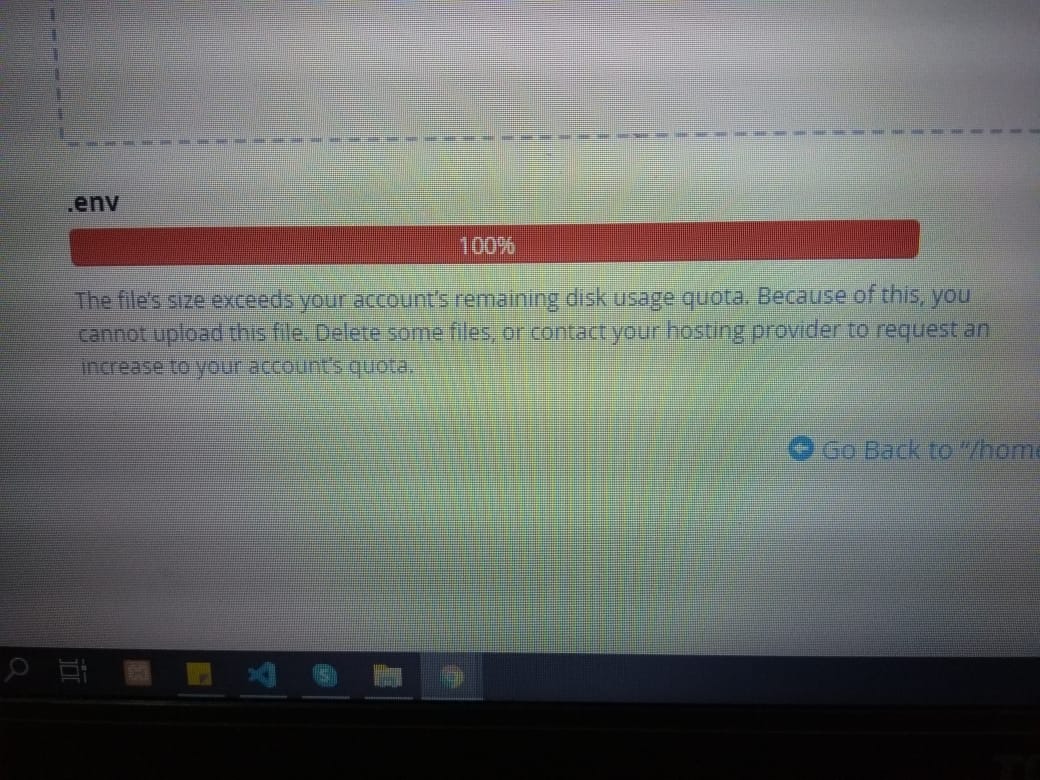 .env
100%
The file's size exceeds your account's remaining disk usage quota. Because of this, you
cannot upload this file. Delete some files, or contact your hosting provider to request an
increase to your account's quota.
Go Back to "/home